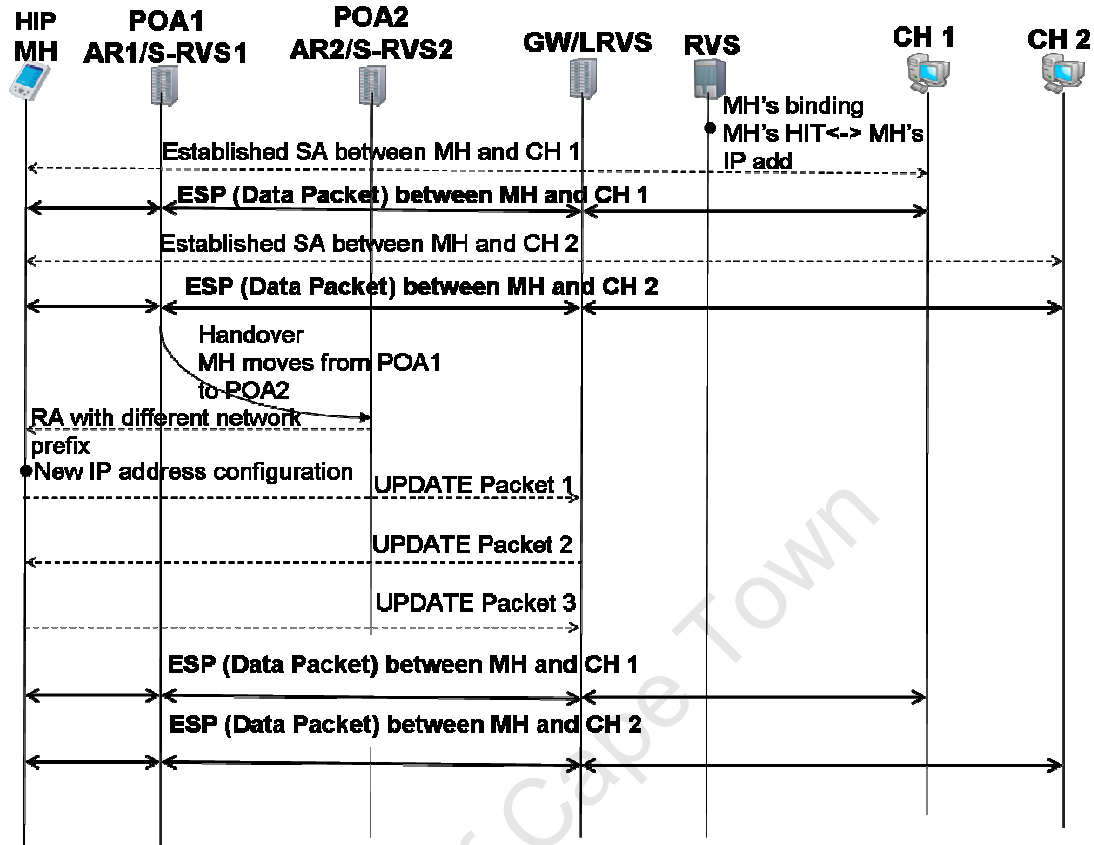 HIP
MH
POA1
AR1/S-RVS1
POA2
AR2/S-RVS2
GW/LRVS
RVS
CH 1
CH 2
MH's binding
MH's HIT<-> MH's
IP add
Established SA between MH and CH 1
ESP (Data Packet) between MH and CH 1
Established SA between MH and CH 2
ESP (Data Packet) between MH and CH 2
Handover
MH moves from POA1
to POA2
RA with different network
prefix
New IP address configuration
UPDATE Packet 1
UPDATE Packet 2
UPDATE Packet 3
ESP (Data Packet) between MH and CH 1
ESP (Data Packet) between MH and CH 2
Cape Town